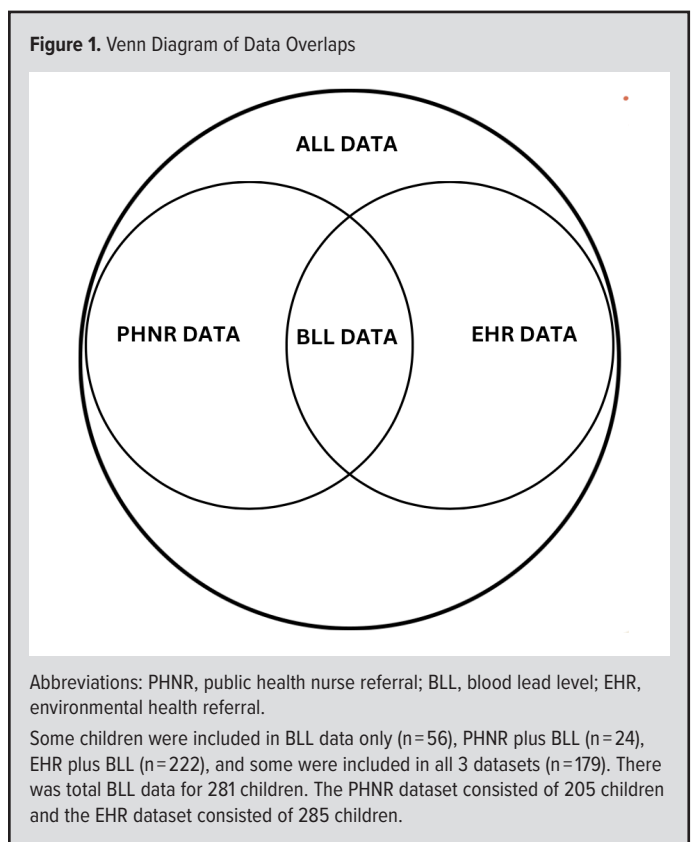 Figure 1. Venn Diagram of Data Overlaps
ALL DATA
PHNR DATA
BLL DATA
EHR DATA
Abbreviations: PHNR, public health nurse referral; BLL, blood lead level; EHR,
environmental health referral.
Some children were included in BLL data only (n=56), PHNR plus BLL (n=24),
EHR plus BLL (n=222), and some were included in all 3 datasets (n=179). There
was total BLL data for 281 children. The PHNR dataset consisted of 205 children
and the EHR dataset consisted of 285 children.